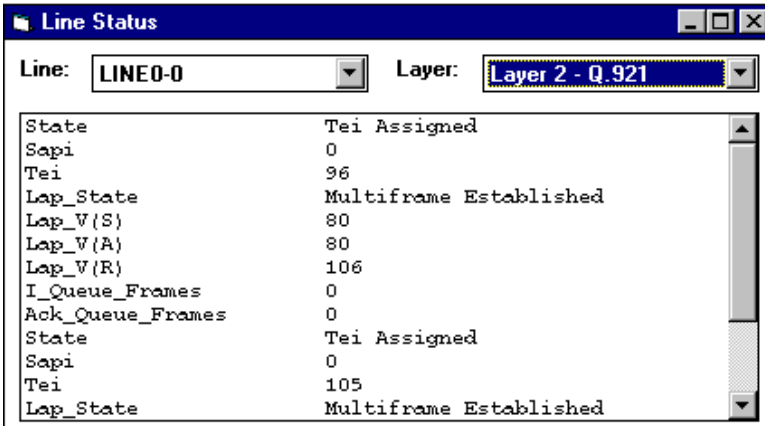 Line Status
Line: LINE0-0 Layer: Layer 2 - Q.921
State Tei Assigned
Sapi 0
Tei 96
Lap_State Multiframe Established
Lap_V(S) 80
Lap_V(A) 80
Lap_V(R) 106
I_Queue_Frames 0
Ack_Queue_Frames 0
State Tei Assigned
Sapi 0
Tei 105
Lap_State Multiframe Established